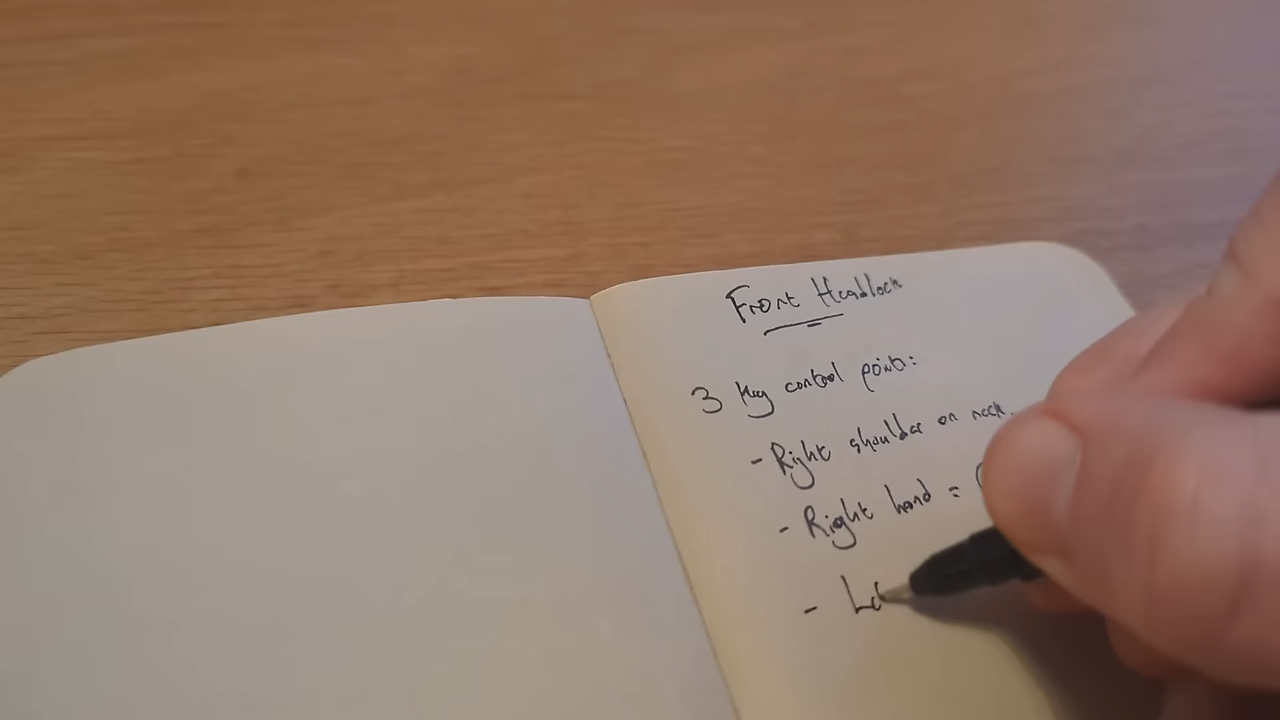 Front Headlock
3 Key control points:
- Right shoulder on neck.
- Right hand =
-